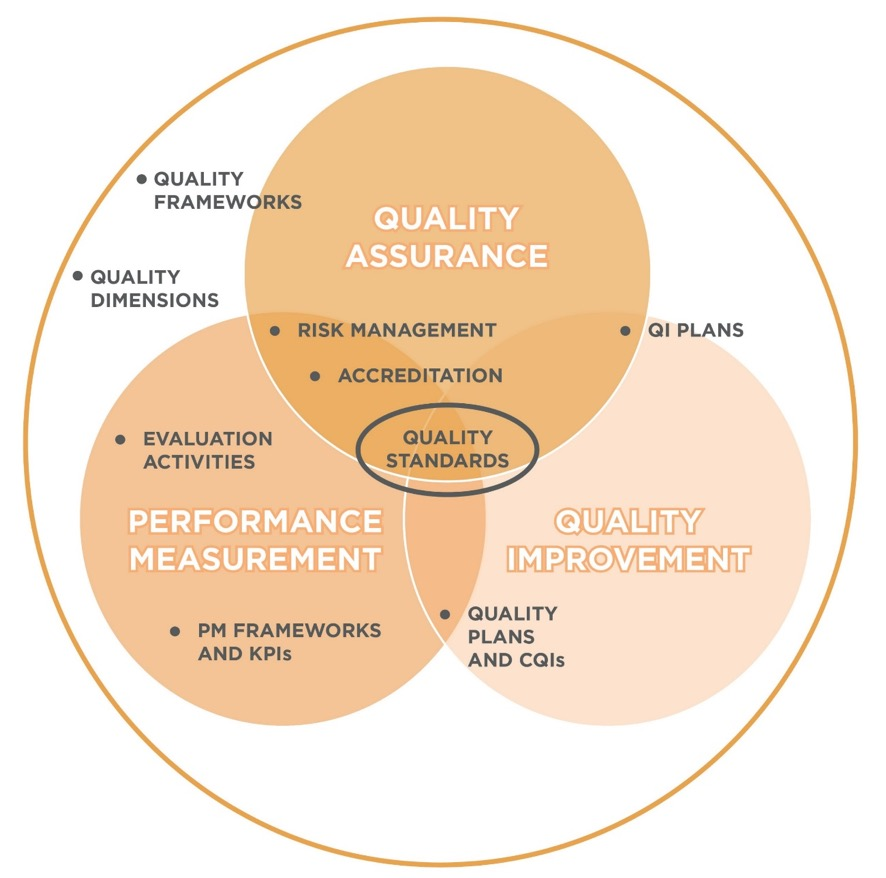 • QUALITY
FRAMEWORKS
QUALITY
ASSURANCE
• QUALITY
DIMENSIONS
• RISK MANAGEMENT
• QI PLANS
• ACCREDITATION
• EVALUATION
ACTIVITIES
QUALITY
STANDARDS
PERFORMANCE
MEASUREMENT
QUALITY
IMPROVEMENT
• PM FRAMEWORKS
AND KPIs
• QUALITY
PLANS
AND CQIs